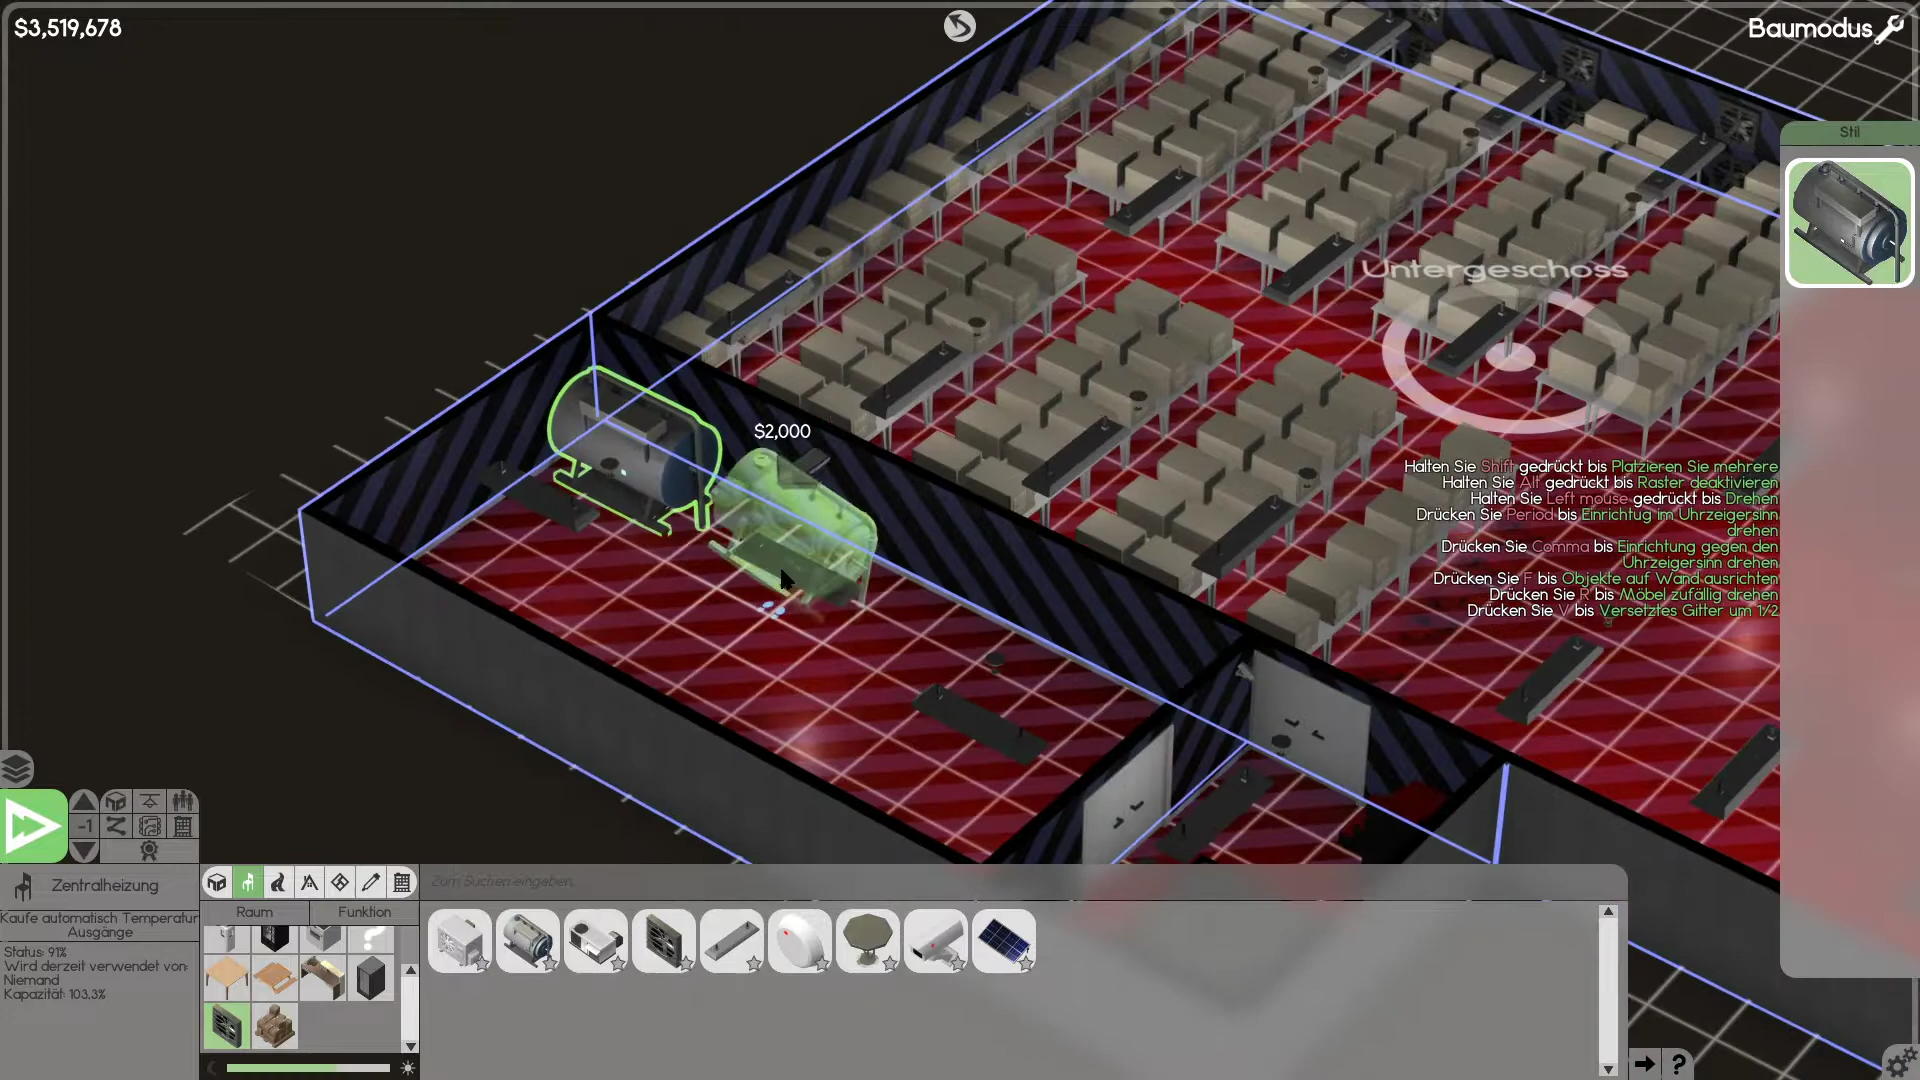 $3,519,678
Baumodus
Stil
Untergeschoss
$2,000
Halten Sie Shift gedrückt bis Platzieren Sie mehrere
Halten Sie Alt gedrückt bis Raster deaktivieren
Halten Sie Left mouse gedrückt bis Drehen
Drücken Sie Period bis Einrichtug im Uhrzeigersinn
drehen
Drücken Sie Comma bis Einrichtung gegen den
Uhrzeigersinn drehen
Drücken Sie F bis Objekte auf Wand ausrichten
Drücken Sie R bis Möbel zufällig drehen
Drücken Sie V bis Versetztes Gitter um 1/2
-1
Zentralheizung
Kaufe automatisch Temperatur
Ausgänge
Status: 91%
Wird derzeit verwendet von:
Niemand
Kapazität: 103.3%
Raum
Funktion
Zum Suchen eingeben
?